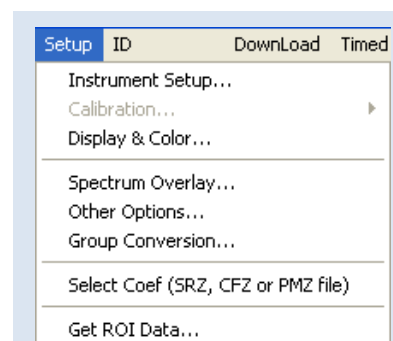 Setup ID DownLoad Timed
Instrument Setup...
Calibration...
Display & Color...
Spectrum Overlay...
Other Options...
Group Conversion...
Select Coef (SRZ, CFZ or PMZ file)
Get ROI Data...